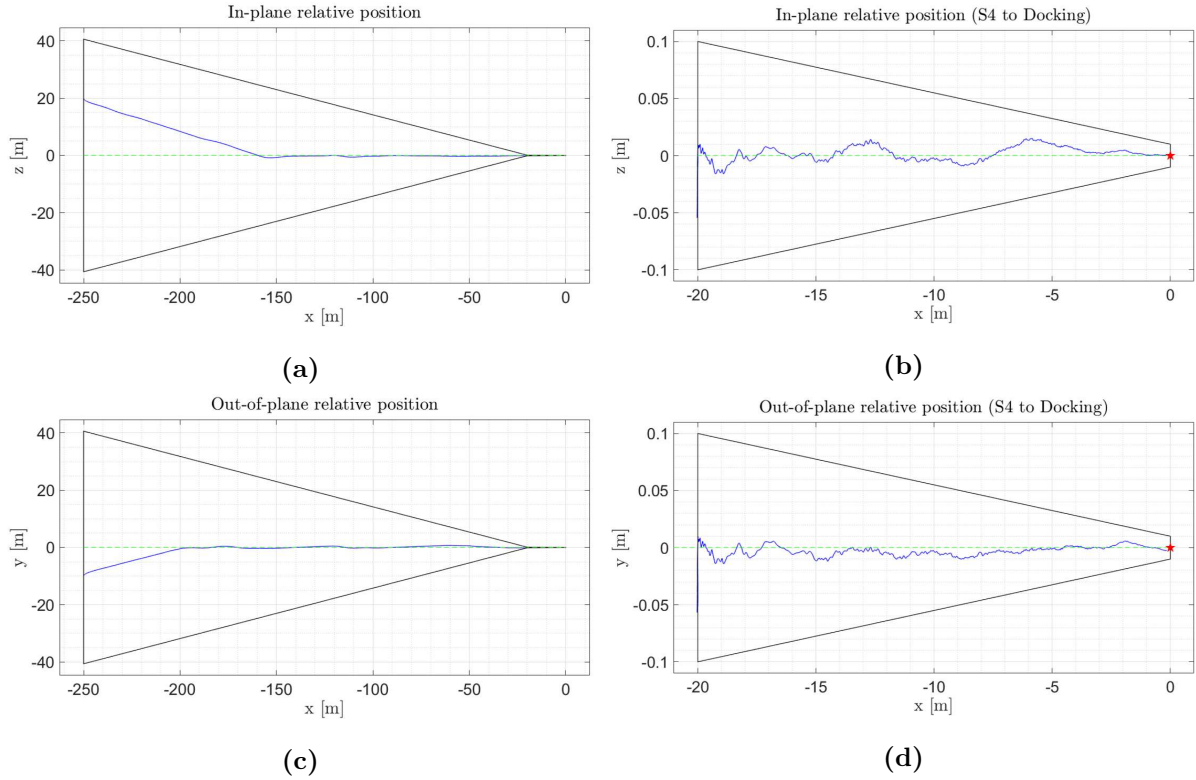 In-plane relative position
40
20
0
-20
-40
z [m]
-250 -200 -150 -100 -50 0
x [m]
(a)
In-plane relative position (S4 to Docking)
0.1
0.05
0
-0.05
-0.1
z [m]
-20 -15 -10 -5 0
x [m]
(b)
Out-of-plane relative position
40
20
0
-20
-40
y [m]
-250 -200 -150 -100 -50 0
x [m]
(c)
Out-of-plane relative position (S4 to Docking)
0.1
0.05
0
-0.05
-0.1
y [m]
-20 -15 -10 -5 0
x [m]
(d)